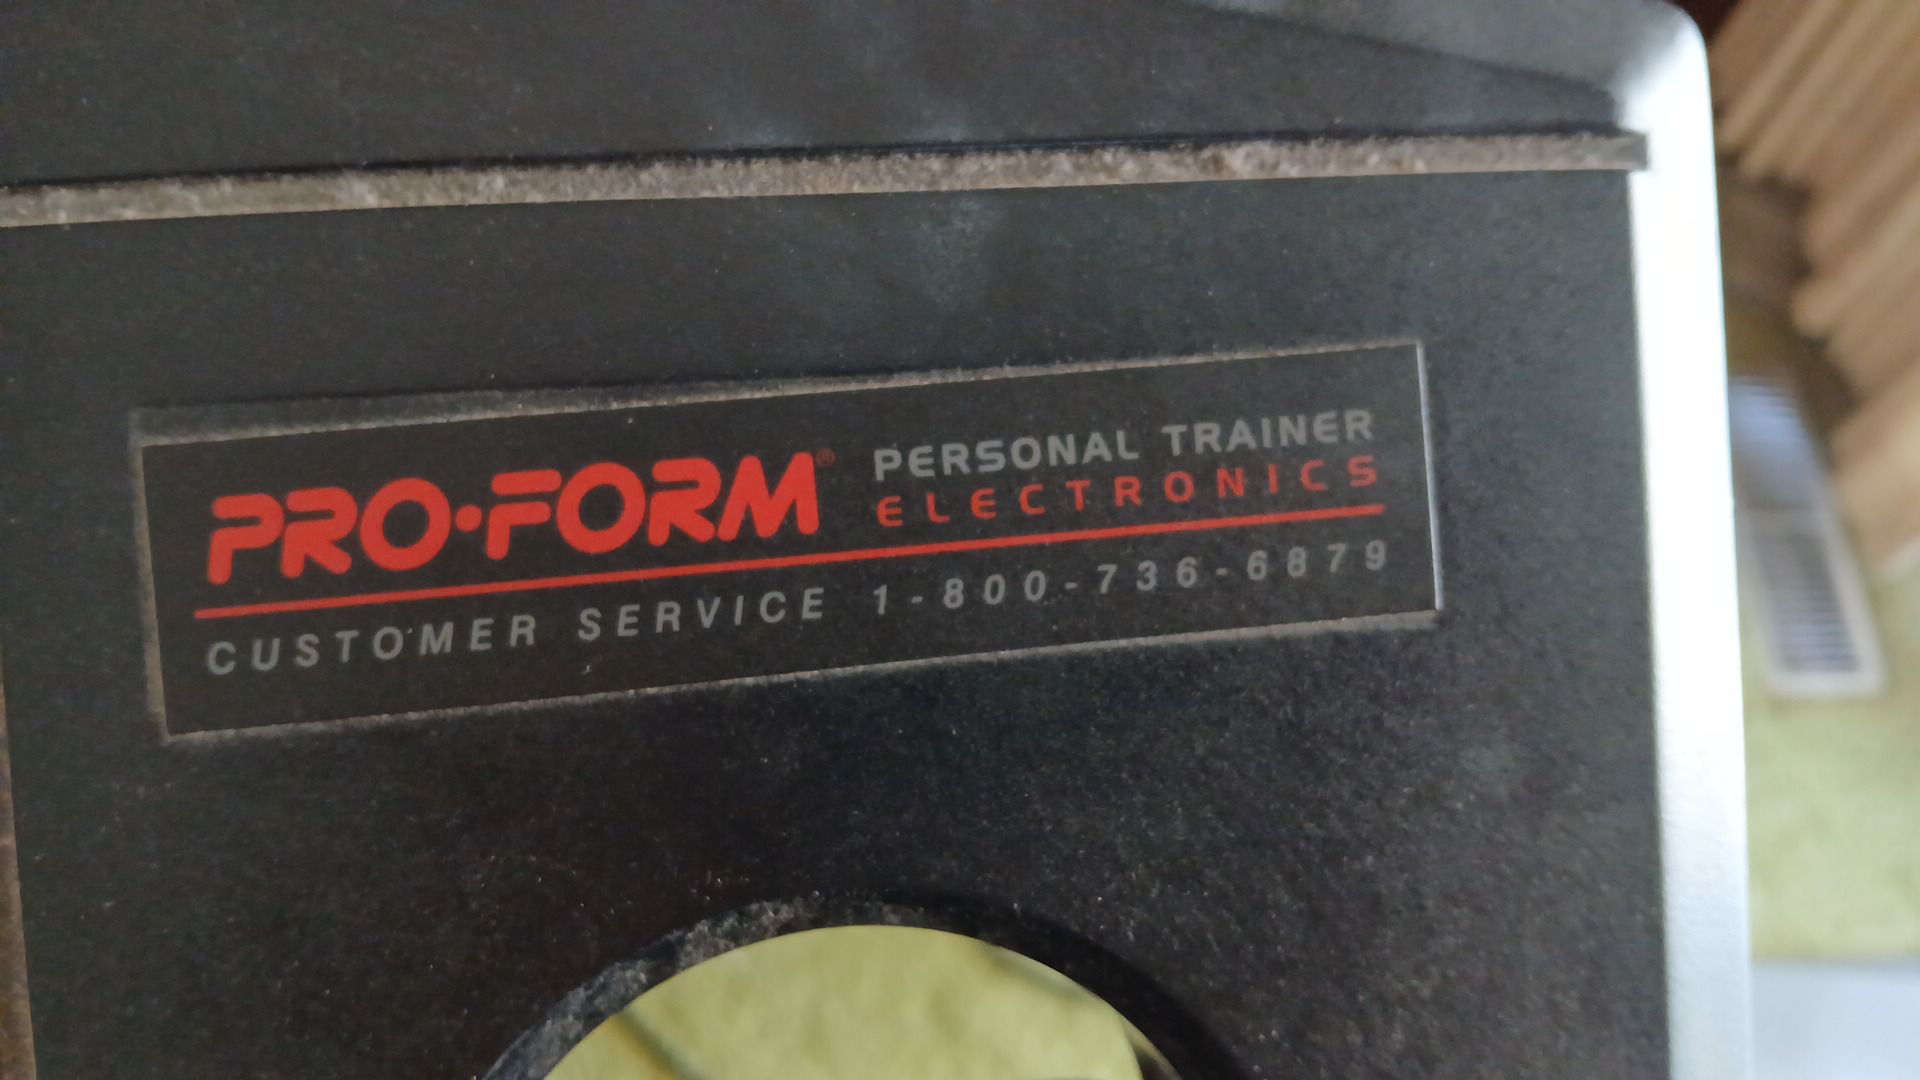 PRO·FORM® PERSONAL TRAINER
ELECTRONICS
CUSTOMER SERVICE 1-800-736-6879